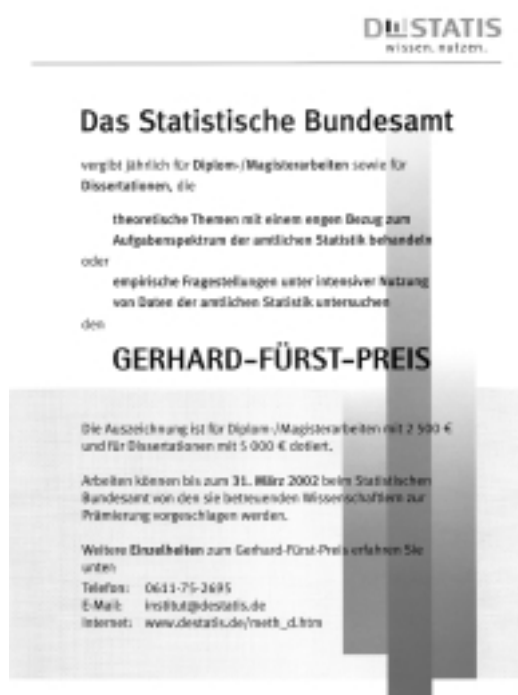 DESTATIS
wissen.nutzen.
Das Statistische Bundesamt
vergibt jährlich für Diplom-/Magisterarbeiten sowie für
Dissertationen, die
theoretische Themen mit einem engen Bezug zum
Aufgabenspektrum der amtlichen Statistik behandeln
oder
empirische Fragestellungen unter intensiver Nutzung
von Daten der amtlichen Statistik untersuchen
den
GERHARD-FÜRST-PREIS
Die Auszeichnung ist für Diplom-/Magisterarbeiten mit 2 500 €
und für Dissertationen mit 5 000 € dotiert.
Arbeiten können bis zum 31. März 2002 beim Statistischen
Bundesamt von den sie betreuenden Wissenschaftlern zur
Prämierung vorgeschlagen werden.
Weitere Einzelheiten zum Gerhard-Fürst-Preis erfahren Sie
unten
Telefon: 0611-75-2695
E-Mail: institut@destatis.de
Internet: www.destatis.de/meth_d.htm